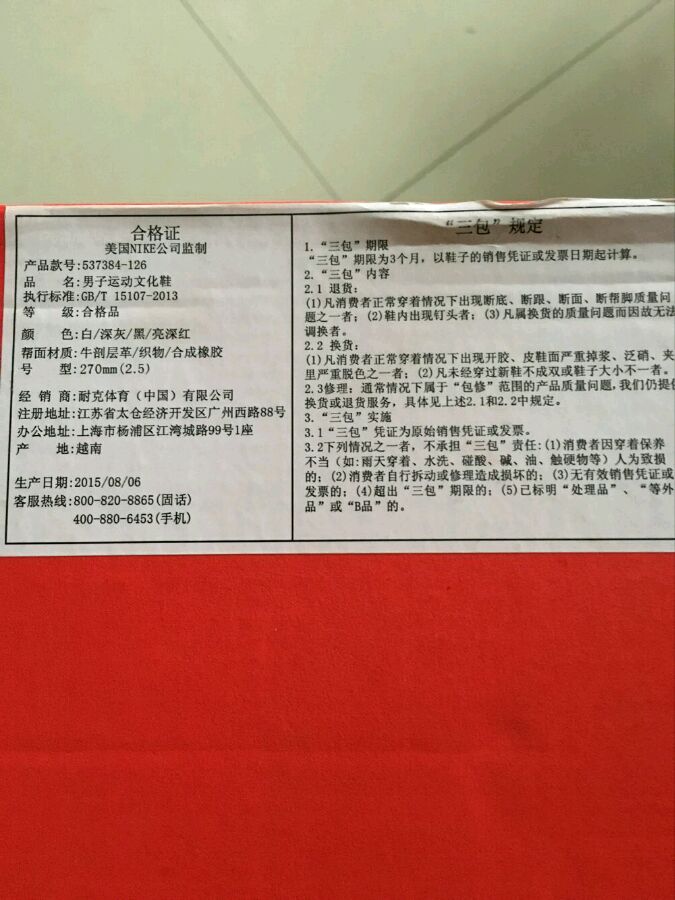 合格证
美国NIKE公司监制
产品款号:537384-126
品 名:男子运动文化鞋
执行标准:GB/T 15107-2013
等 级:合格品
颜 色:白/深灰/黑/亮深红
帮面材质:牛剖层革/织物/合成橡胶
号 型:270mm(2.5)
经 销 商:耐克体育（中国）有限公司
注册地址:江苏省太仓经济开发区广州西路88号
办公地址:上海市杨浦区江湾城路99号1座
产 地:越南
生产日期:2015/08/06
客服热线:800-820-8865(固话)
400-880-6453(手机)
“三包”规定
1. “三包”期限
“三包”期限为3个月，以鞋子的销售凭证或发票日期起计算。
2. “三包”内容
2.1 退货:
(1)凡消费者正常穿着情况下出现断底、断跟、断面、断帮脚质量问
题之一者；(2)鞋内出现钉头者；(3)凡属换货的质量问题而因故无法
调换者。
2.2 换货:
(1)凡消费者正常穿着情况下出现开胶、皮鞋面严重掉浆、泛硝、夹
里严重脱色之一者；(2)凡未经穿过新鞋不成双或鞋子大小不一者。
2.3修理: 通常情况下属于“包修”范围的产品质量问题,我们仍提供
换货或退货服务，具体见上述2.1和2.2中规定。
3. “三包”实施
3.1“三包”凭证为原始销售凭证或发票。
3.2下列情况之一者，不承担“三包”责任:(1)消费者因穿着保养
不当（如:雨天穿着、水洗、碰酸、碱、油、触硬物等）人为致损
的；(2)消费者自行拆动或修理造成损坏的；(3)无有效销售凭证或
发票的；(4)超出“三包”期限的；(5)已标明“处理品”、“等外
品”或“B品”的。